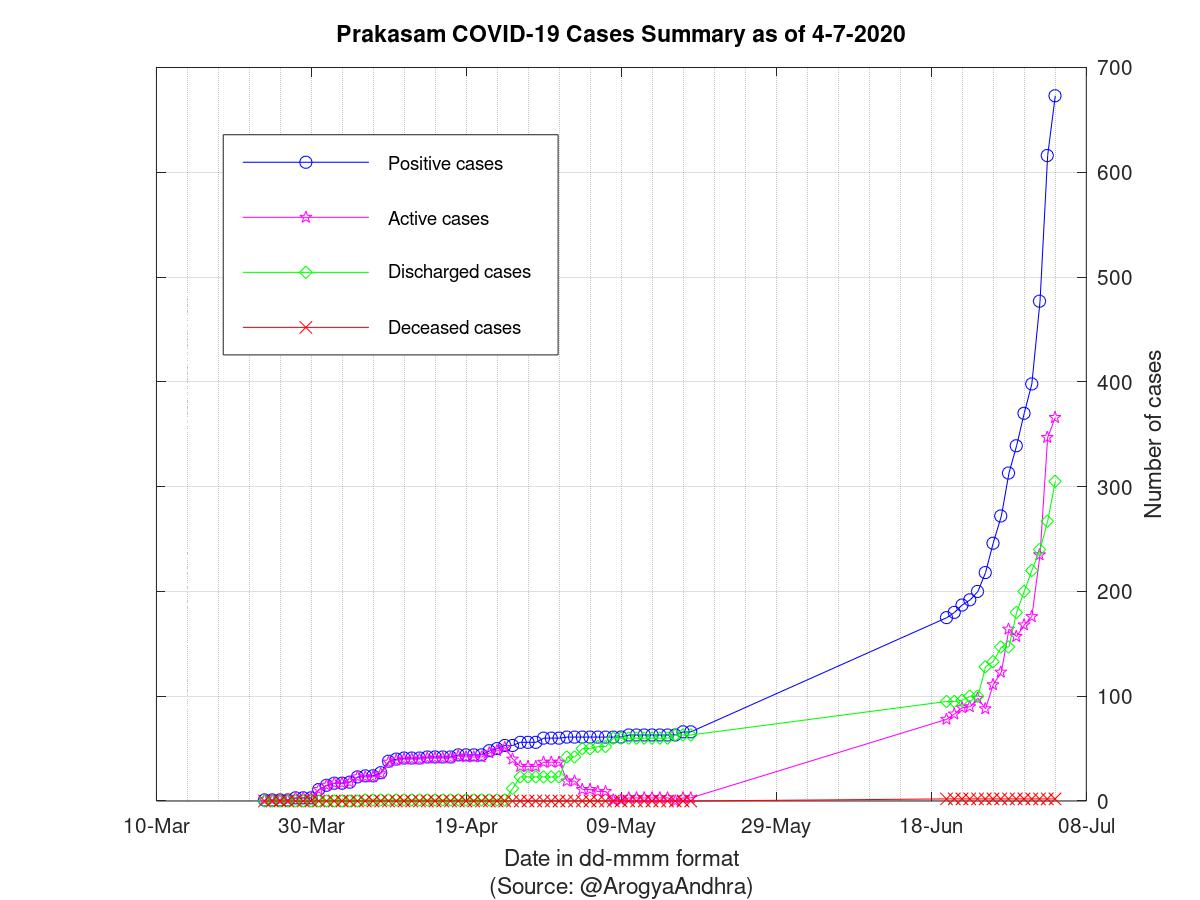 Prakasam COVID-19 Cases Summary as of 4-7-2020
Positive cases
Active cases
Discharged cases
Deceased cases
700
600
500
400
300
200
100
0
Number of cases
10-Mar 30-Mar 19-Apr 09-May 29-May 18-Jun 08-Jul
Date in dd-mmm format
(Source: @ArogyaAndhra)